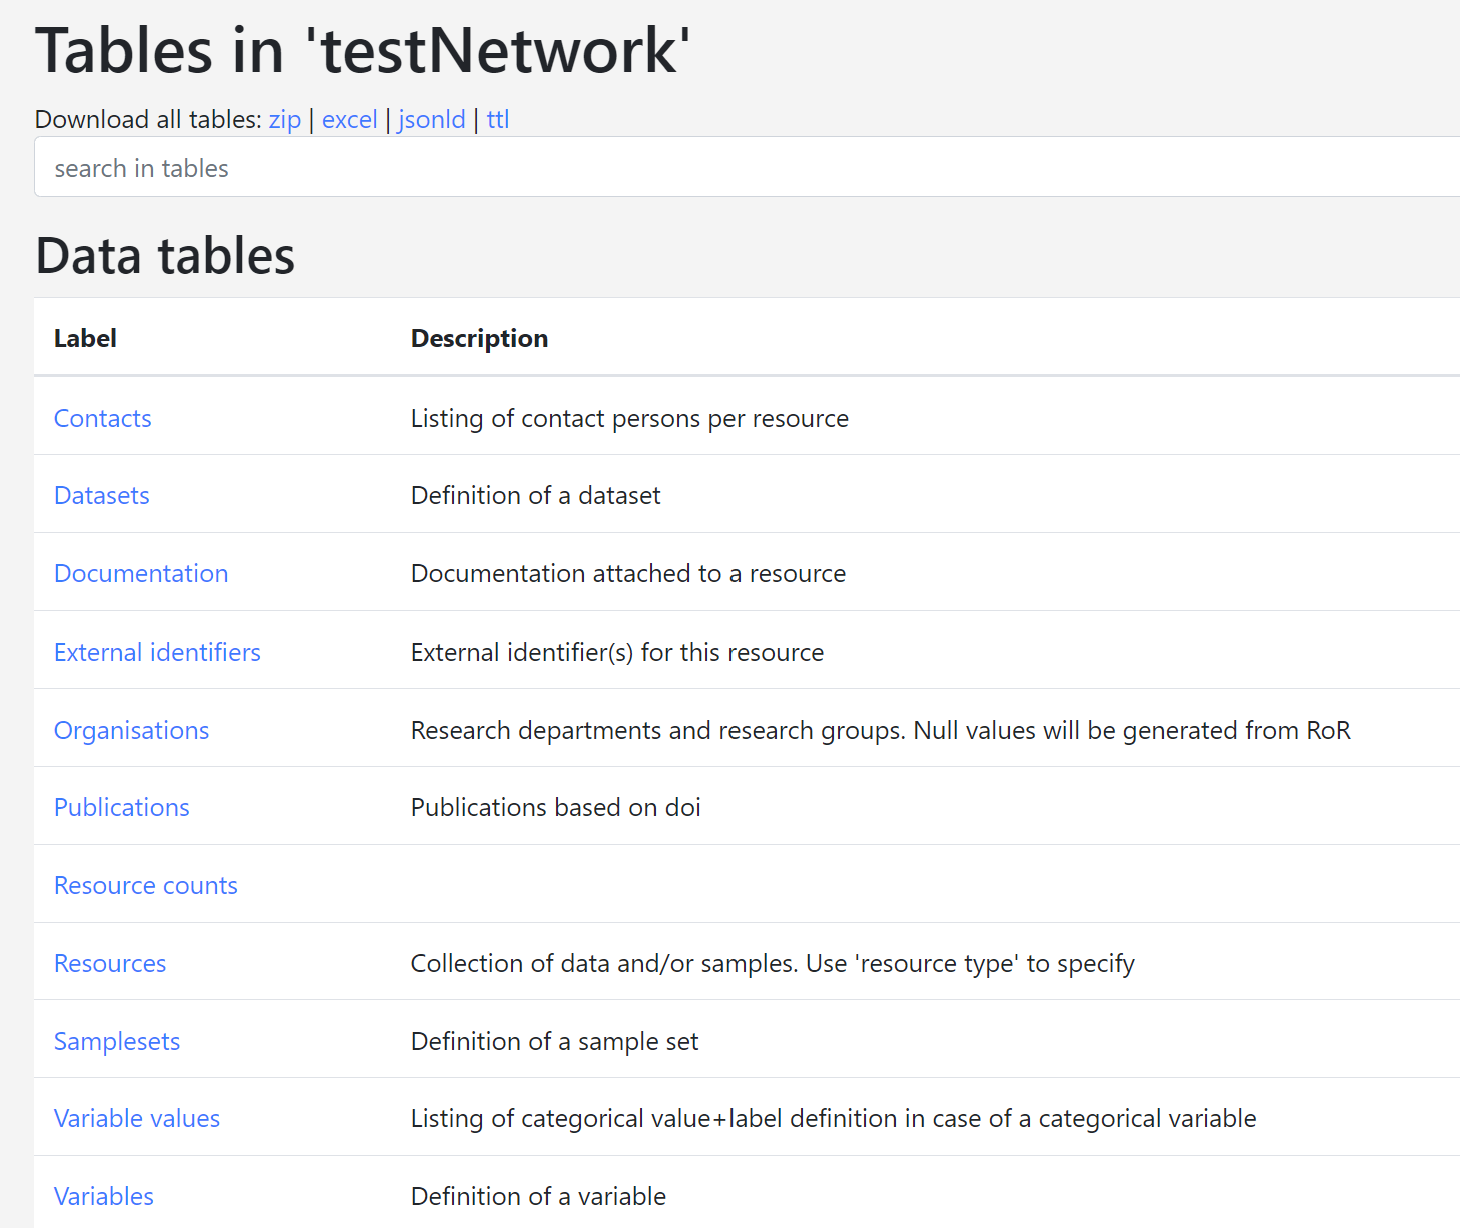 Tables in 'testNetwork'
Download all tables: zip | excel | jsonld | ttl
search in tables
Data tables
Label Description
Contacts Listing of contact persons per resource
Datasets Definition of a dataset
Documentation Documentation attached to a resource
External identifiers External identifier(s) for this resource
Organisations Research departments and research groups. Null values will be generated from RoR
Publications Publications based on doi
Resource counts
Resources Collection of data and/or samples. Use 'resource type' to specify
Samplesets Definition of a sample set
Variable values Listing of categorical value+label definition in case of a categorical variable
Variables Definition of a variable